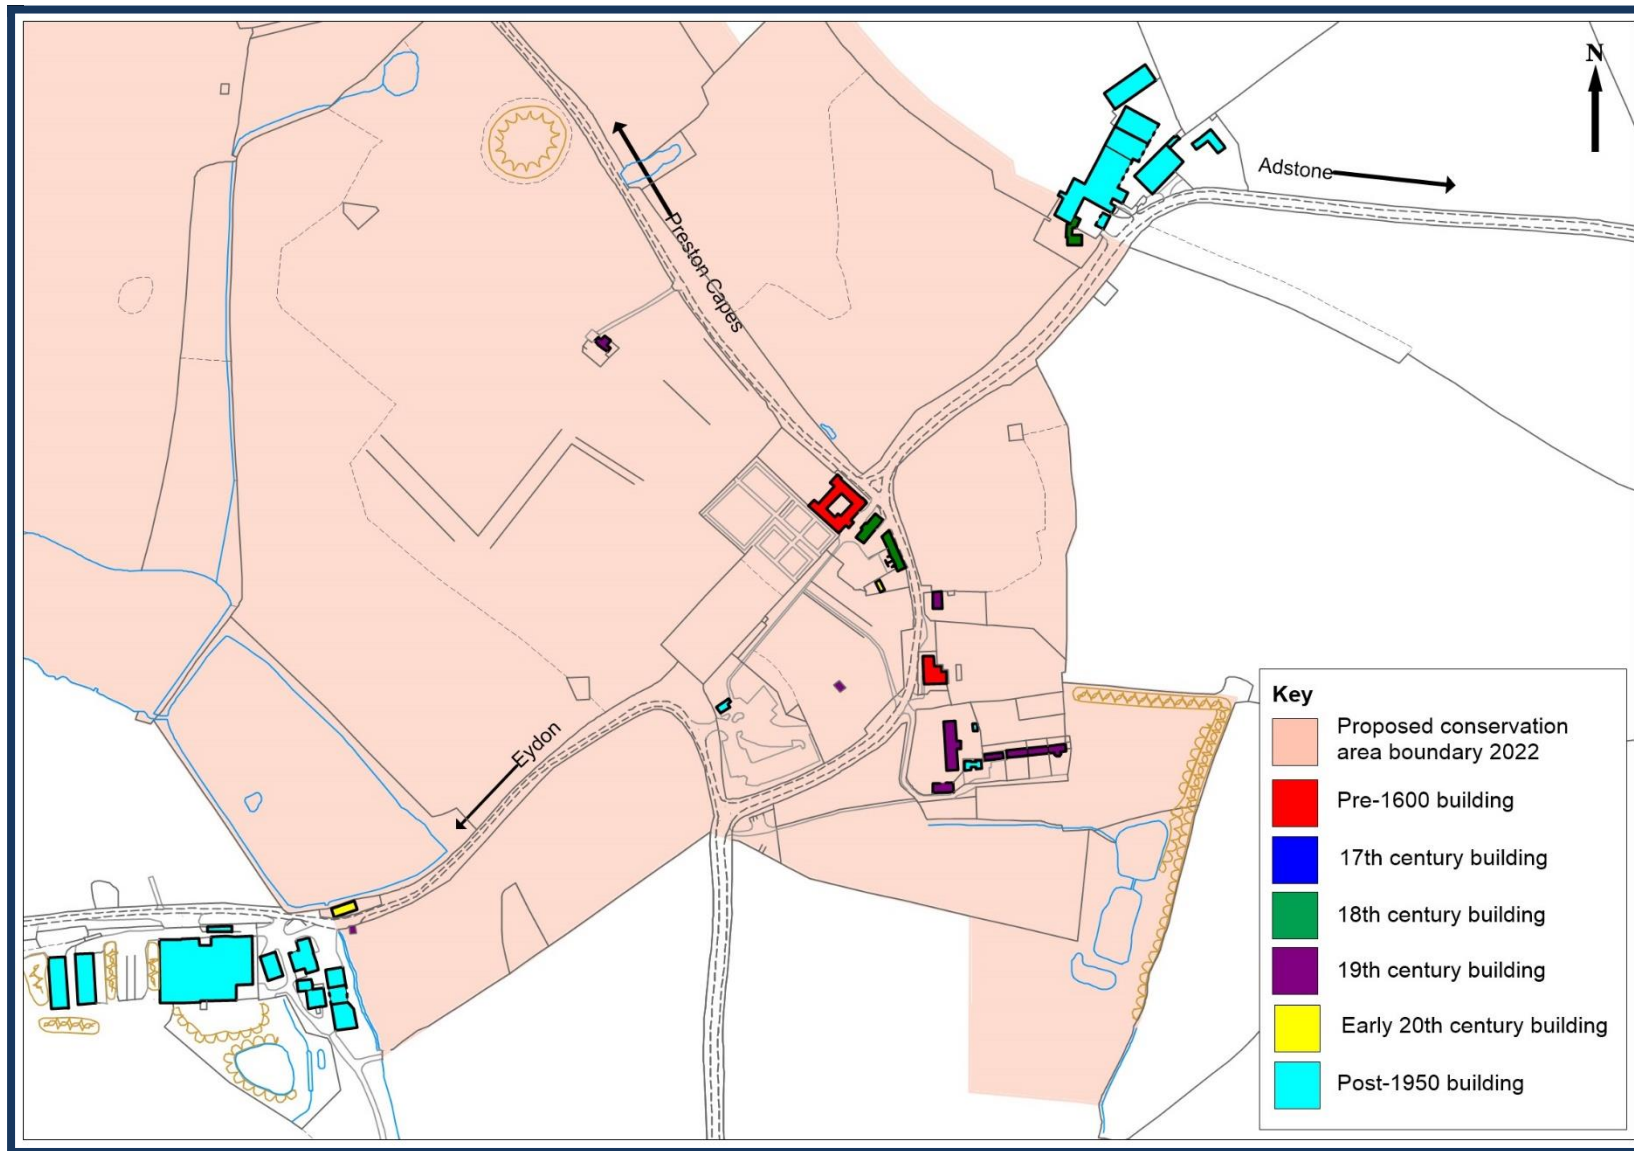 N
Adstone
Preston Capes
Eydon
Key
Proposed conservation
area boundary 2022
Pre-1600 building
17th century building
18th century building
19th century building
Early 20th century building
Post-1950 building